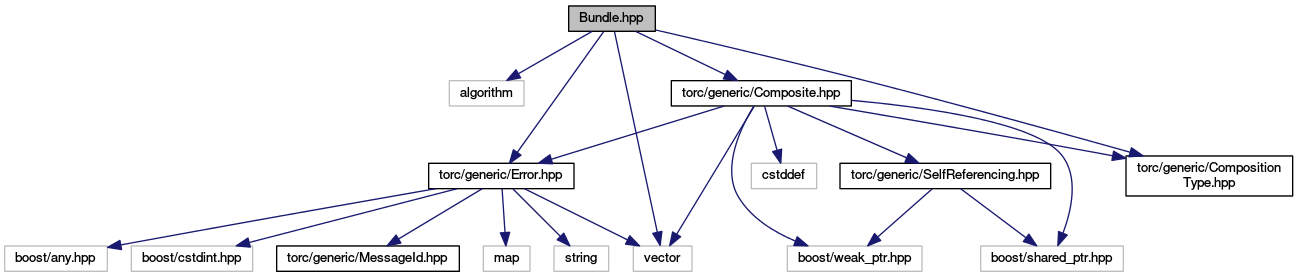 Bundle.hpp
algorithm
torc/generic/Composite.hpp
torc/generic/Error.hpp
cstddef
torc/generic/SelfReferencing.hpp
torc/generic/Composition
Type.hpp
boost/any.hpp
boost/cstdint.hpp
torc/generic/MessageId.hpp
map
string
vector
boost/weak_ptr.hpp
boost/shared_ptr.hpp